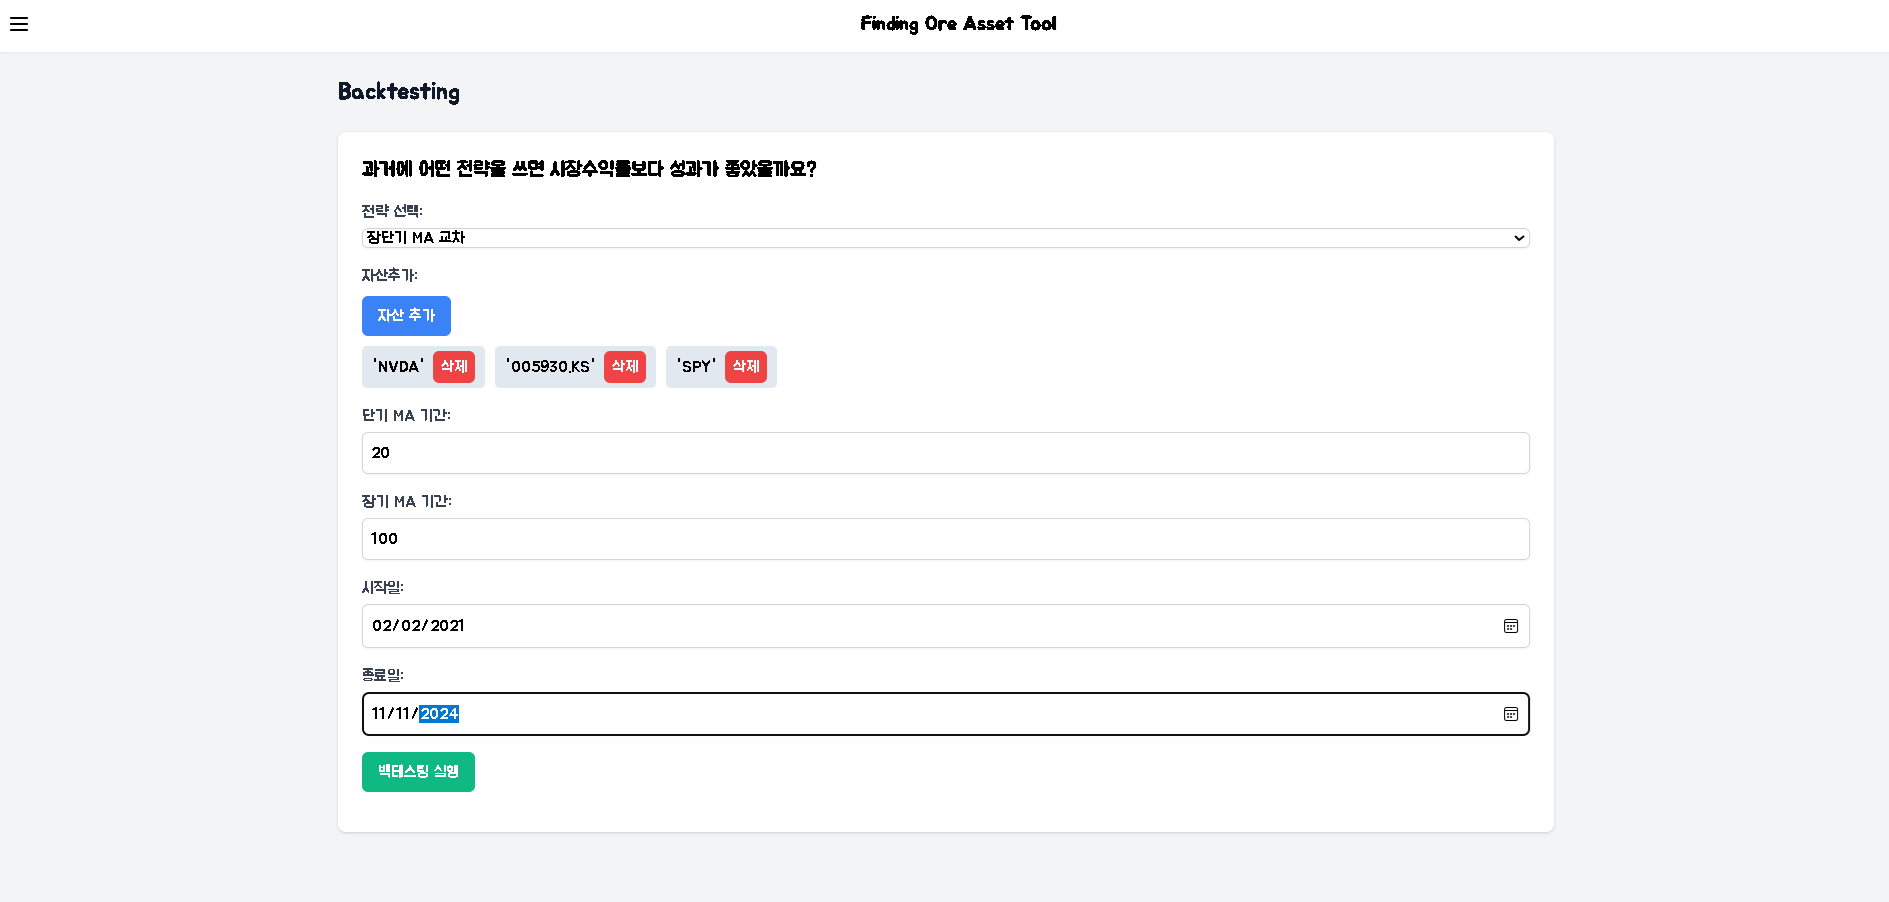 Finding Ore Asset Tool
Backtesting
과거에 어떤 전략을 쓰면 시장수익률보다 성과가 좋았을까요?
전략 선택:
장단기 MA 교차
자산추가:
자산 추가
'NVDA' 삭제 '005930.KS' 삭제 'SPY' 삭제
단기 MA 기간:
20
장기 MA 기간:
100
시작일:
02/02/2021
종료일:
11/11/2024
백테스팅 실행